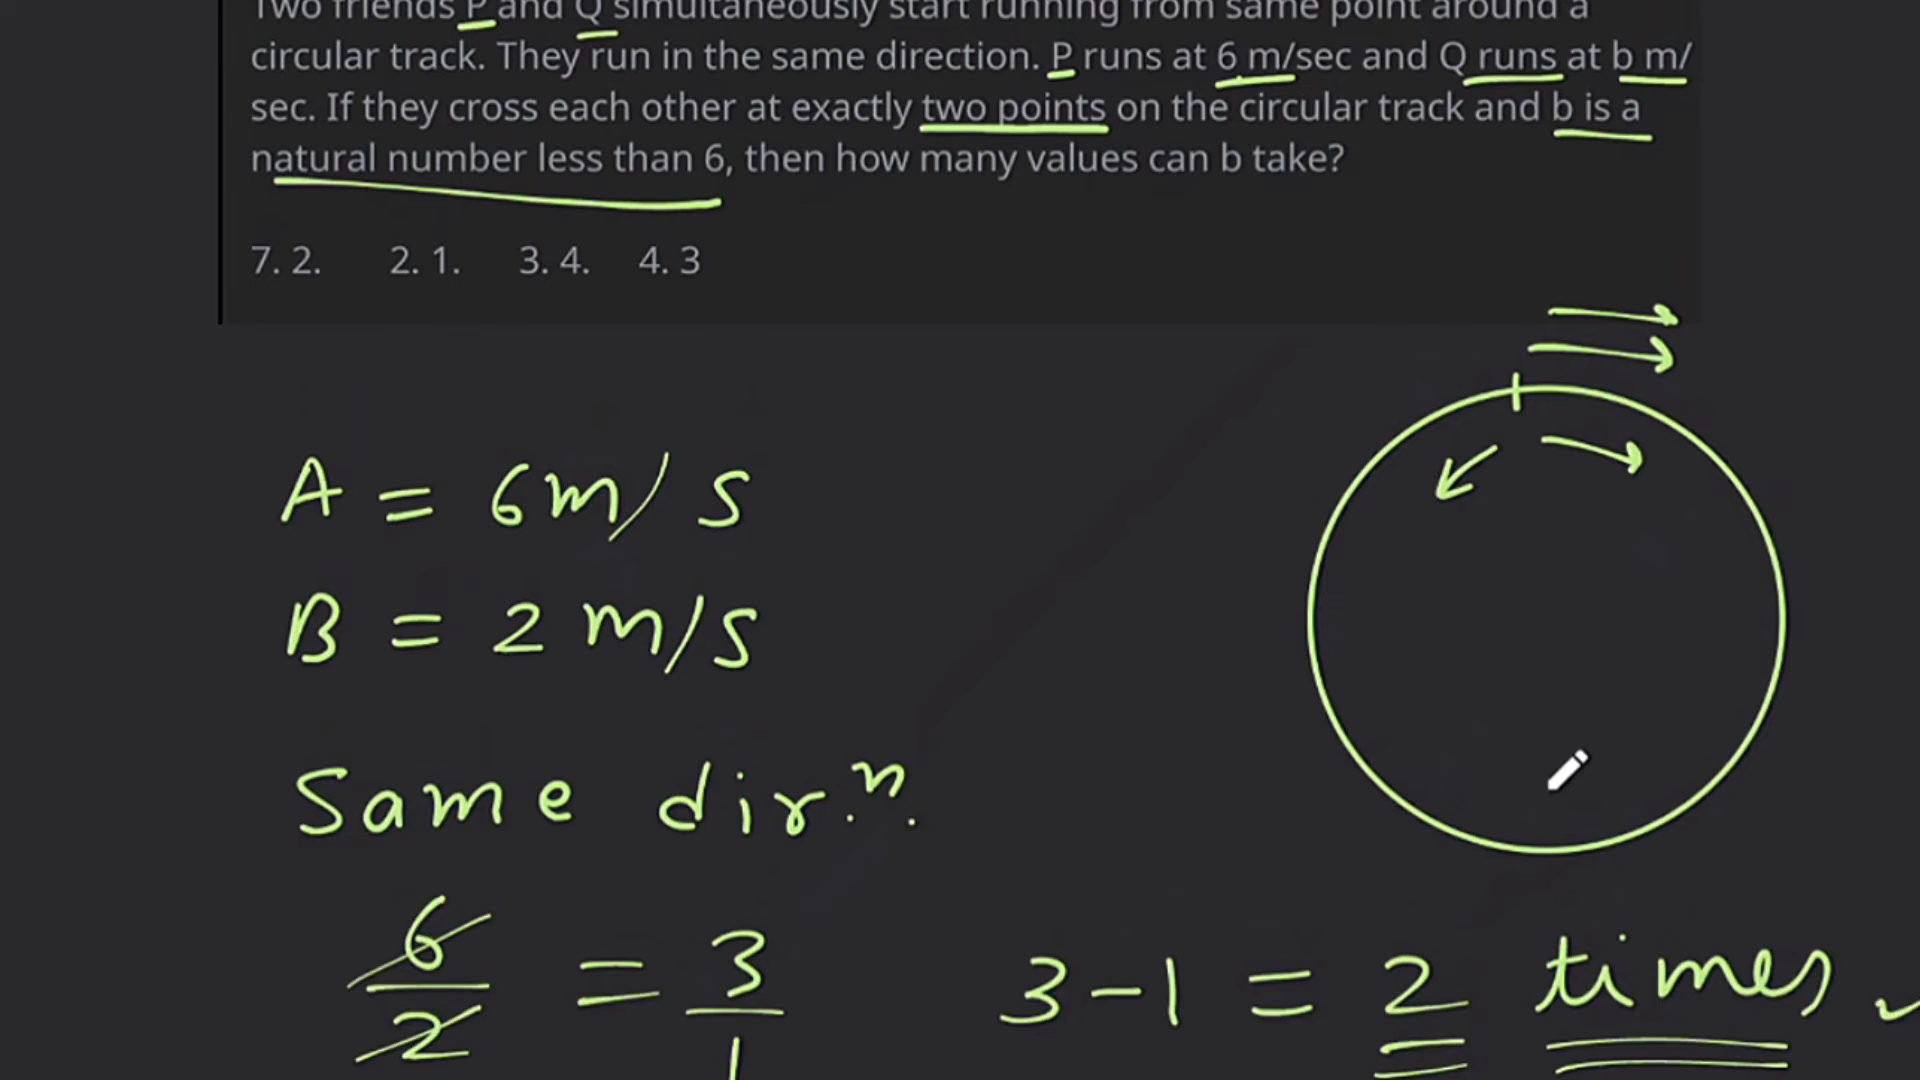 Two friends P and Q simultaneously start running from same point around a
circular track. They run in the same direction. P runs at 6 m/sec and Q runs at b m/
sec. If they cross each other at exactly two points on the circular track and b is a
natural number less than 6, then how many values can b take?
7. 2. 2. 1. 3. 4. 4. 3
A = 6m/s
B = 2 m/s
Same dir.n.
6/2 = 3/1 3-1 = 2 times